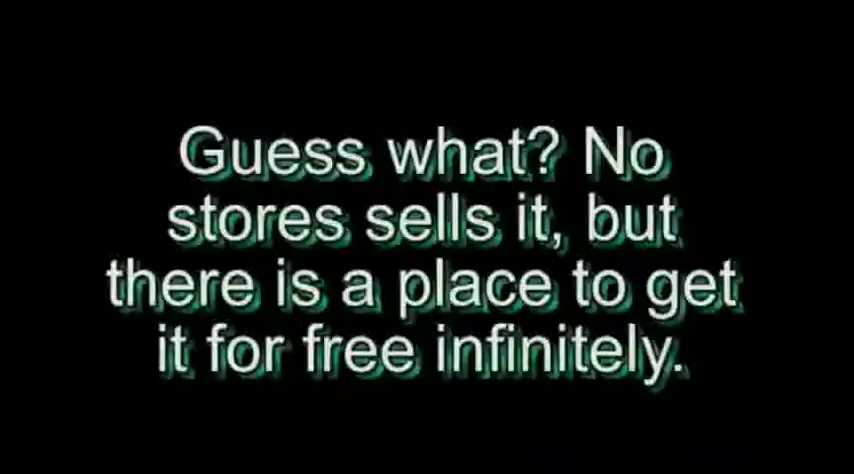 Guess what? No
stores sells it, but
there is a place to get
it for free infinitely.